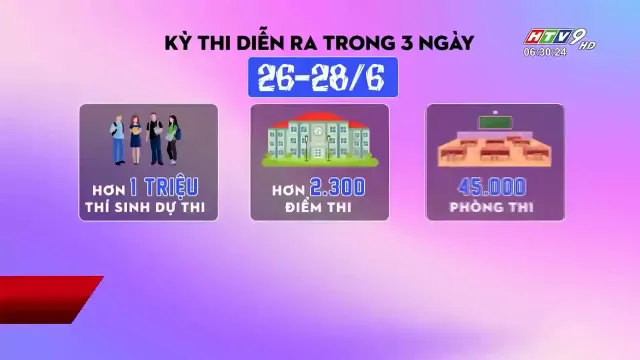 KỲ THI DIỄN RA TRONG 3 NGÀY
26-28/6
HTV9 HD
06:30:24
HƠN 1 TRIỆU
THÍ SINH DỰ THI
HƠN 2.300
ĐIỂM THI
45.000
PHÒNG THI